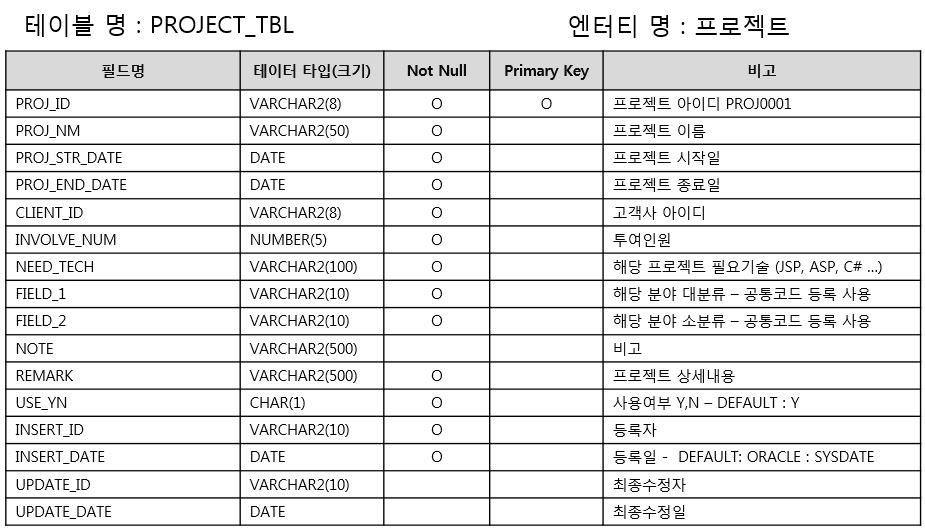 테이블 명 : PROJECT_TBL 엔터티 명 : 프로젝트
필드명 테이터 타입(크기) Not Null Primary Key 비고
PROJ_ID VARCHAR2(8) O O 프로젝트 아이디 PROJ0001
PROJ_NM VARCHAR2(50) O 프로젝트 이름
PROJ_STR_DATE DATE O 프로젝트 시작일
PROJ_END_DATE DATE O 프로젝트 종료일
CLIENT_ID VARCHAR2(8) O 고객사 아이디
INVOLVE_NUM NUMBER(5) O 투여인원
NEED_TECH VARCHAR2(100) O 해당 프로젝트 필요기술 (JSP, ASP, C# ...)
FIELD_1 VARCHAR2(10) O 해당 분야 대분류 – 공통코드 등록 사용
FIELD_2 VARCHAR2(10) O 해당 분야 소분류 – 공통코드 등록 사용
NOTE VARCHAR2(500) 비고
REMARK VARCHAR2(500) O 프로젝트 상세내용
USE_YN CHAR(1) O 사용여부 Y,N – DEFAULT : Y
INSERT_ID VARCHAR2(10) O 등록자
INSERT_DATE DATE O 등록일 - DEFAULT: ORACLE : SYSDATE
UPDATE_ID VARCHAR2(10) 최종수정자
UPDATE_DATE DATE 최종수정일